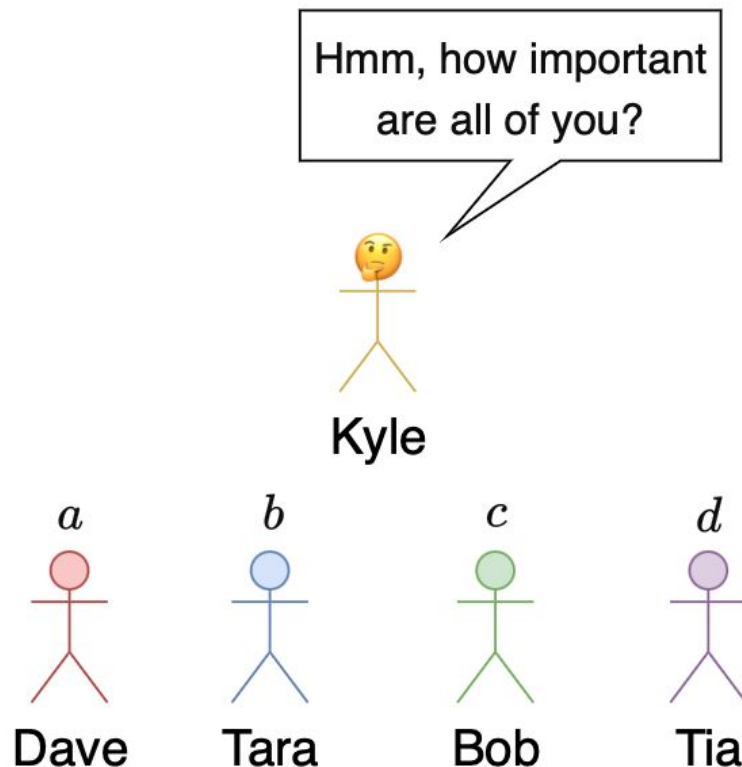 Hmm, how important
are all of you?
Kyle
a b c d
Dave Tara Bob Tia